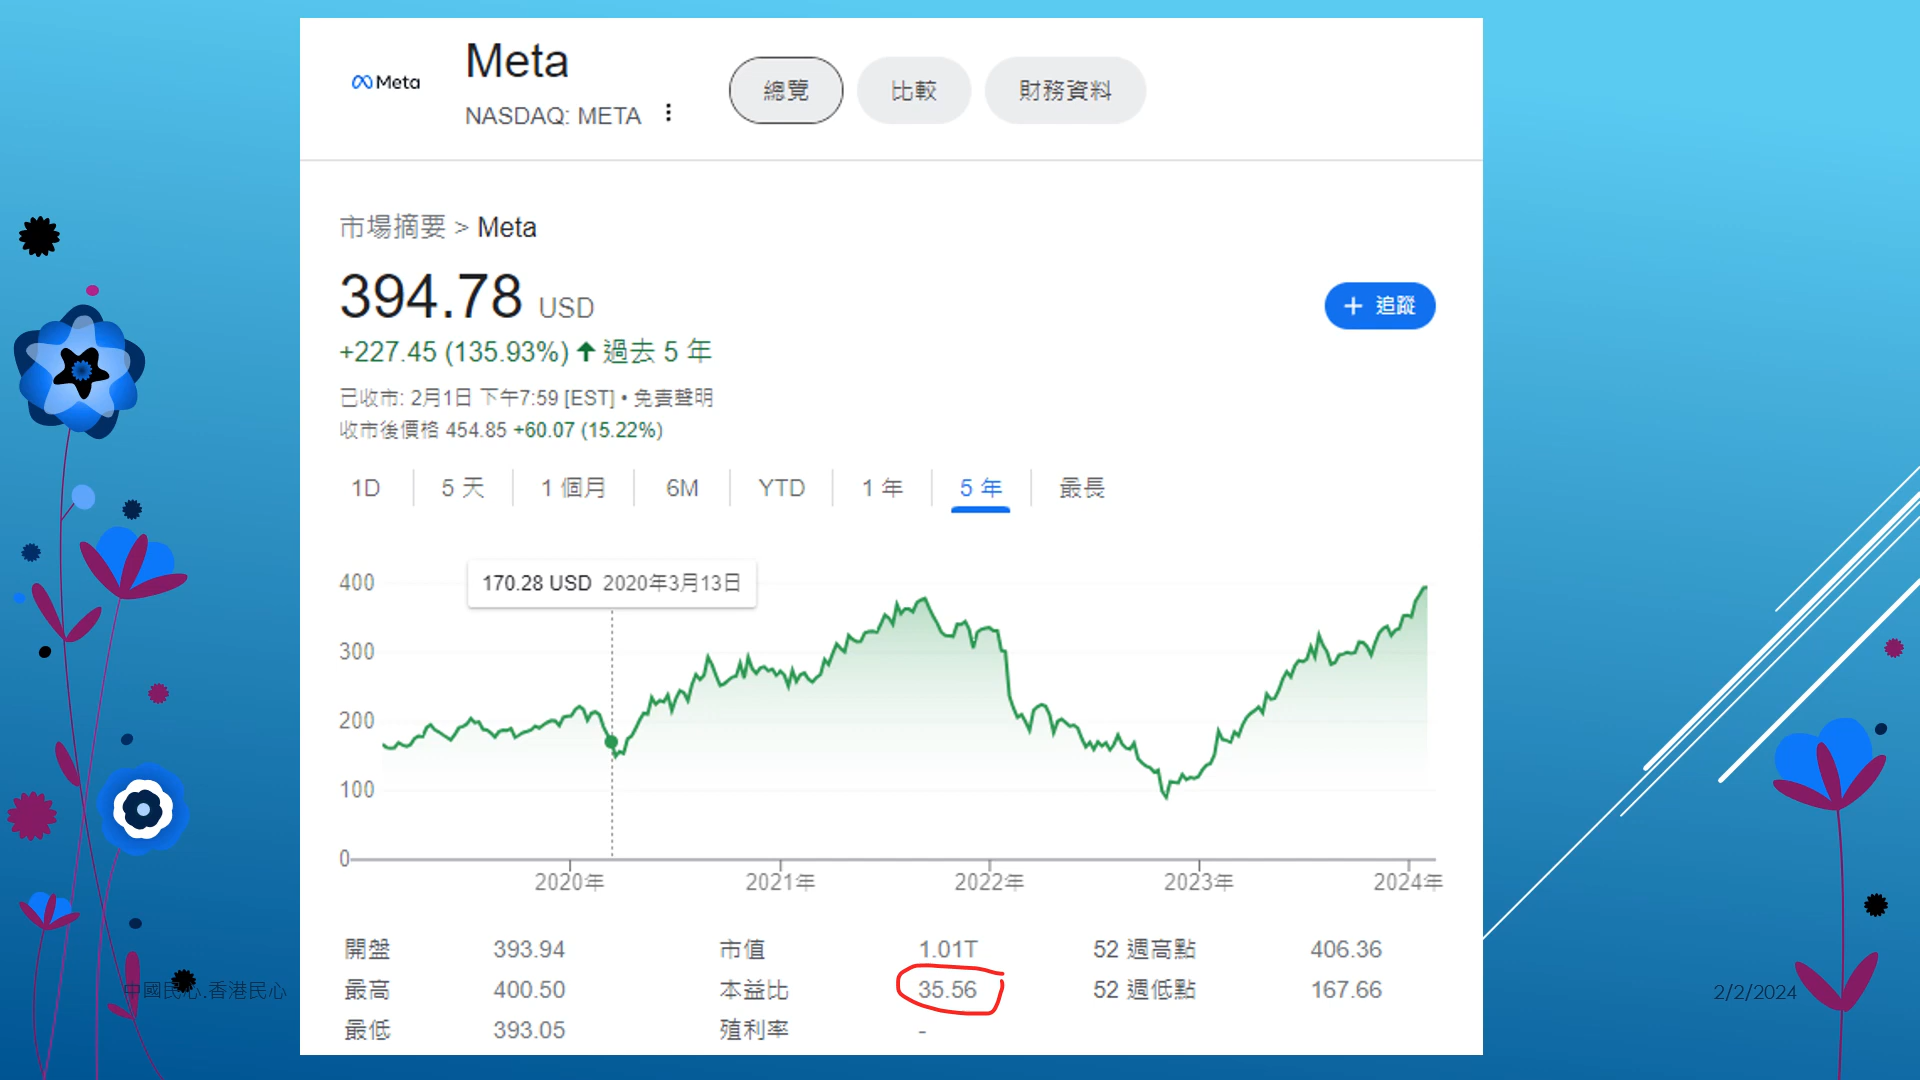 Meta
Meta
NASDAQ: META
總覽
比較
財務資料
市場摘要 > Meta
394.78 USD
+ 追蹤
+227.45 (135.93%) 過去 5 年
已收市: 2月1日 下午7:59 [EST] • 免責聲明
收市後價格 454.85 +60.07 (15.22%)
1D 5 天 1 個月 6M YTD 1 年 5 年 最長
170.28 USD 2020年3月13日
400
300
200
100
0
2020年 2021年 2022年 2023年 2024年
開盤 393.94 市值 1.01T 52 週高點 406.36
最高 400.50 本益比 35.56 52 週低點 167.66
最低 393.05 殖利率 -
中國民心.香港民心
2/2/2024